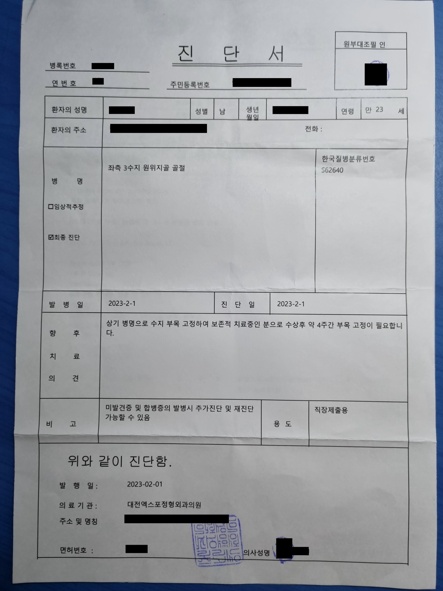 진 단 서
원부대조필 인
병록번호
연 번 호
주민등록번호
환자의 성명
성별
남
생년
월일
연령
만 23 세
환자의 주소
전화 :
병 명
□임상적추정
☑최종 진단
좌측 3수지 원위지골 골절
한국질병분류번호
S62640
발 병 일
2023-2-1
진 단 일
2023-2-1
향 후
치 료
의 견
상기 병명으로 수지 부목 고정하여 보존적 치료중인 분으로 수상후 약 4주간 부목 고정이 필요합니
다.
비 고
미발견증 및 합병증의 발병시 추가진단 및 재진단
가능할 수 있음
용 도
직장제출용
위와 같이 진단함.
발 행 일:
2023-02-01
의 료 기 관 :
대전엑스포정형외과의원
주소 및 명칭
면허번호 :
의사성명